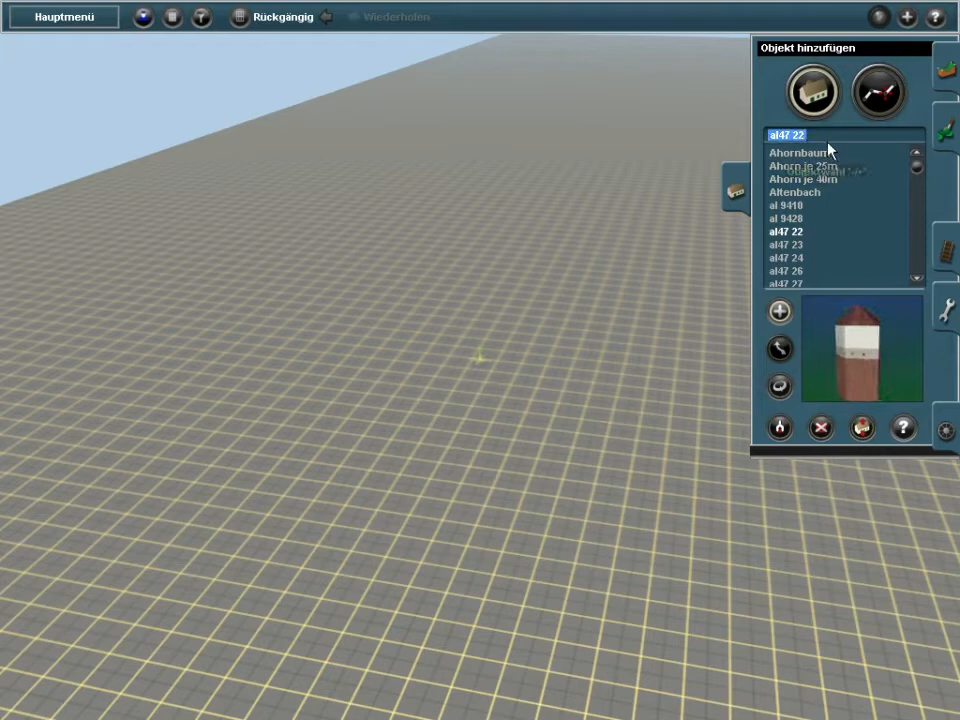 Hauptmenü
Rückgängig
Wiederholen
Objekt hinzufügen
al47 22
Ahornbaum
Ahorn je 25m
Ahorn je 40m
Altenbach
al 9410
al 9428
al47 22
al47 23
al47 24
al47 26
al47 27